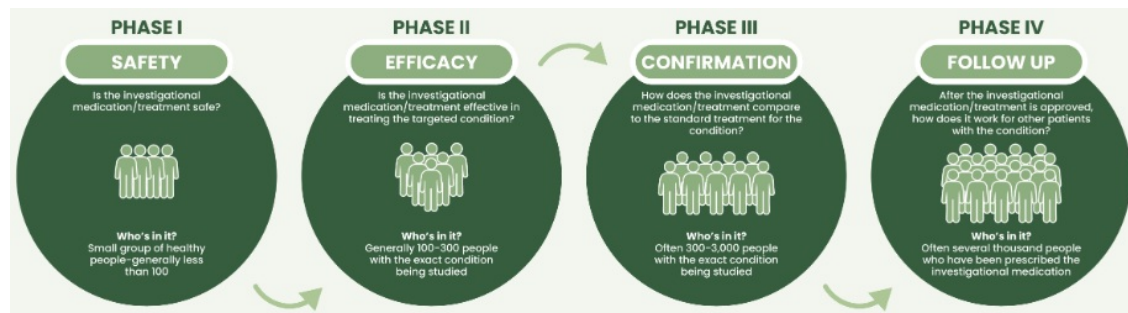 PHASE I
SAFETY
Is the investigational
medication/treatment safe?
Who's in it?
Small group of healthy
people-generally less
than 100
PHASE II
EFFICACY
Is the investigational
medication/treatment effective in
treating the targeted condition?
Who's in it?
Generally 100-300 people
with the exact condition
being studied
PHASE III
CONFIRMATION
How does the investigational
medication/treatment compare
to the standard treatment for the
condition?
Who's in it?
Often 300-3,000 people
with the exact condition
being studied
PHASE IV
FOLLOW UP
After the investigational
medication/treatment is approved,
how does it work for other patients
with the condition?
Who's in it?
Often several thousand people
who have been prescribed the
investigational medication